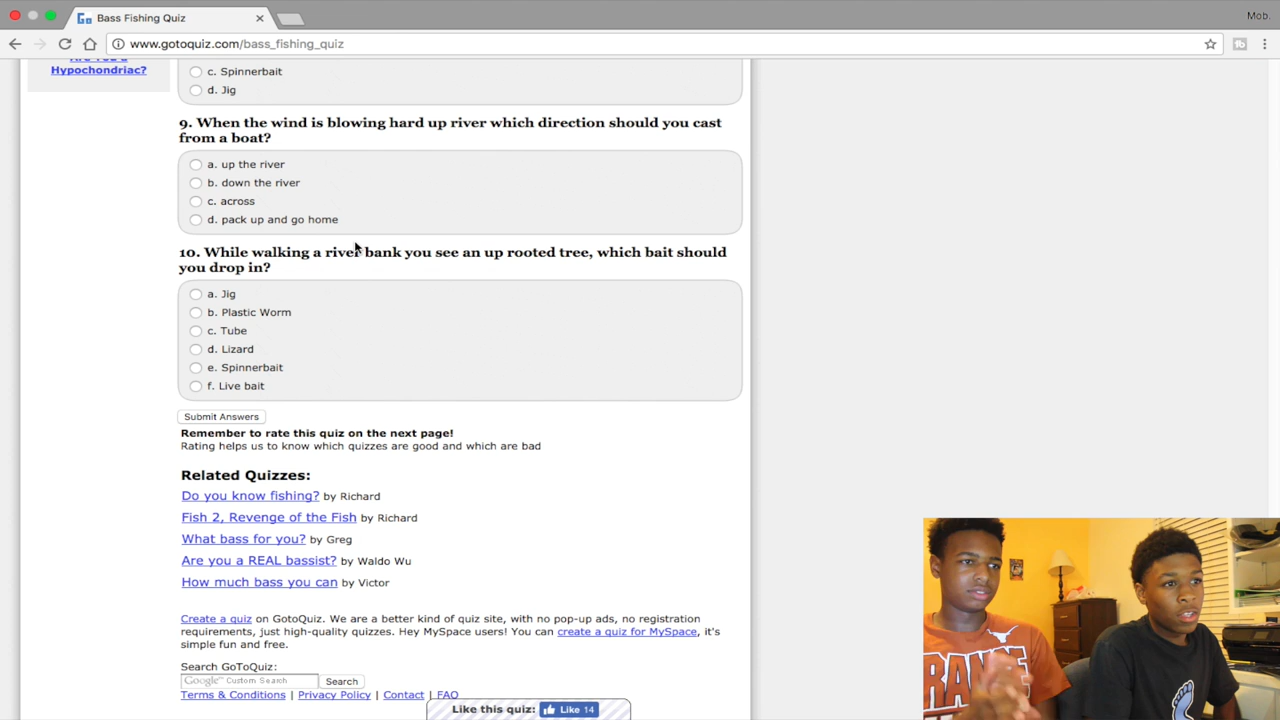 Bass Fishing Quiz
Mob.
www.gotoquiz.com/bass_fishing_quiz
Are You a
Hypochondriac?
c. Spinnerbait
d. Jig
9. When the wind is blowing hard up river which direction should you cast
from a boat?
a. up the river
b. down the river
c. across
d. pack up and go home
10. While walking a river bank you see an up rooted tree, which bait should
you drop in?
a. Jig
b. Plastic Worm
c. Tube
d. Lizard
e. Spinnerbait
f. Live bait
Submit Answers
Remember to rate this quiz on the next page!
Rating helps us to know which quizzes are good and which are bad
Related Quizzes:
Do you know fishing? by Richard
Fish 2, Revenge of the Fish by Richard
What bass for you? by Greg
Are you a REAL bassist? by Waldo Wu
How much bass you can by Victor
Create a quiz on GotoQuiz. We are a better kind of quiz site, with no pop-up ads, no registration
requirements, just high-quality quizzes. Hey MySpace users! You can create a quiz for MySpace, it's
simple fun and free.
Search GoToQuiz:
Google™ Custom Search Search
Terms & Conditions | Privacy Policy | Contact | FAQ
Like this quiz: Like 14